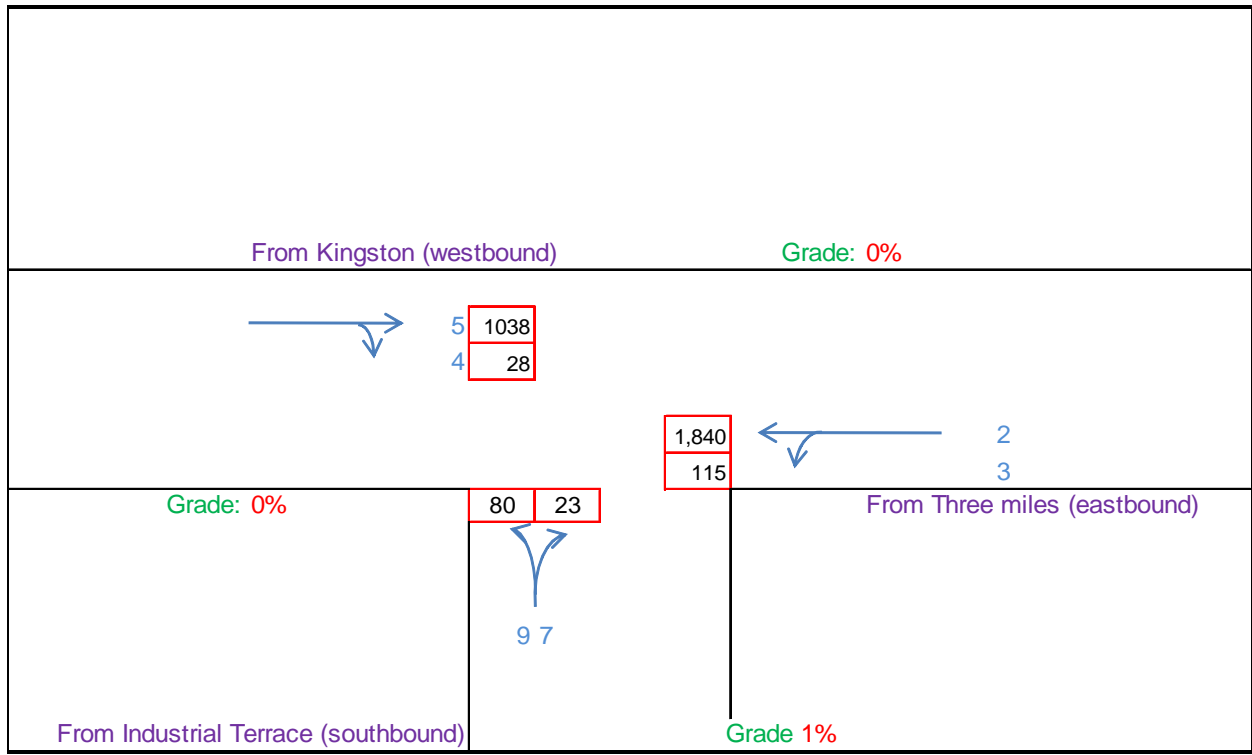 From Kingston (westbound) Grade: 0%
5 1038
4 28
1,840 2
115 3
Grade: 0% 80 23 From Three miles (eastbound)
9 7
From Industrial Terrace (southbound) Grade 1%